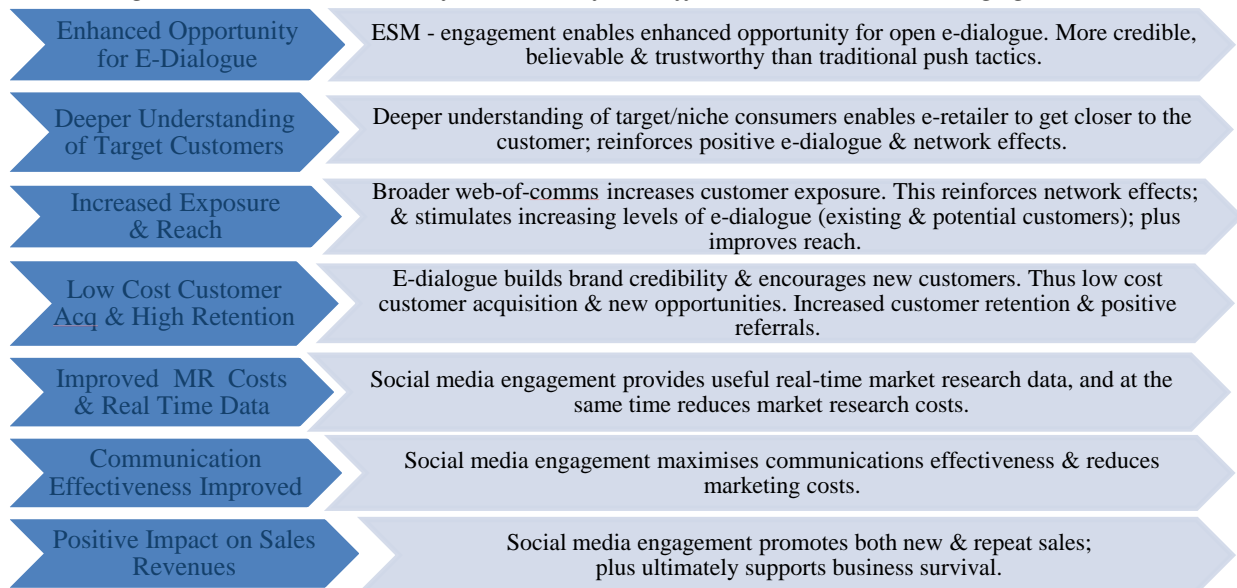 Enhanced Opportunity
for E-Dialogue
ESM - engagement enables enhanced opportunity for open e-dialogue. More credible,
believable & trustworthy than traditional push tactics.
Deeper Understanding
of Target Customers
Deeper understanding of target/niche consumers enables e-retailer to get closer to the
customer; reinforces positive e-dialogue & network effects.
Increased Exposure
& Reach
Broader web-of-comms increases customer exposure. This reinforces network effects;
& stimulates increasing levels of e-dialogue (existing & potential customers); plus
improves reach.
Low Cost Customer
Acq & High Retention
E-dialogue builds brand credibility & encourages new customers. Thus low cost
customer acquisition & new opportunities. Increased customer retention & positive
referrals.
Improved MR Costs
& Real Time Data
Social media engagement provides useful real-time market research data, and at the
same time reduces market research costs.
Communication
Effectiveness Improved
Social media engagement maximises communications effectiveness & reduces
marketing costs.
Positive Impact on Sales
Revenues
Social media engagement promotes both new & repeat sales;
plus ultimately supports business survival.